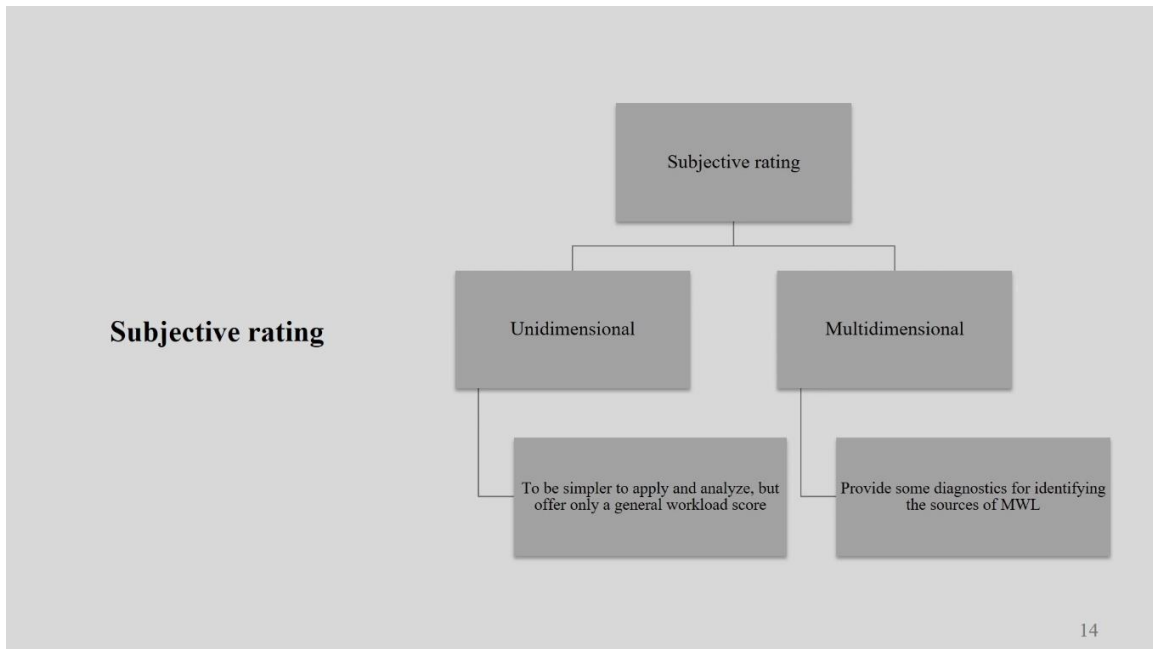 Subjective rating
Subjective rating
Unidimensional
Multidimensional
To be simpler to apply and analyze, but
offer only a general workload score
Provide some diagnostics for identifying
the sources of MWL
14